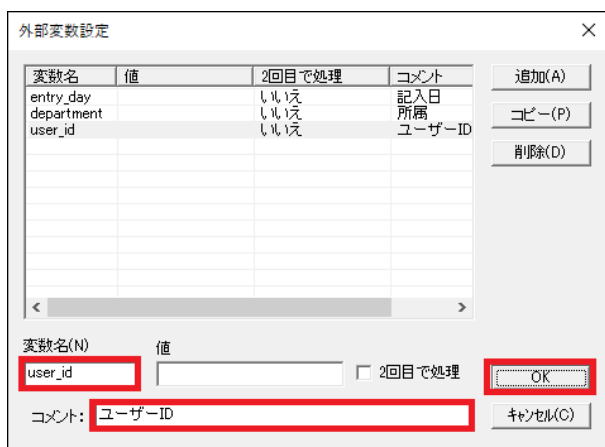 外部変数設定
変数名 値 2回目で処理 コメント 追加(A)
entry_day いいえ 記入日
department いいえ 所属 コピー(P)
user_id いいえ ユーザーID
削除(D)
変数名(N) 値
user_id 2回目で処理 OK
コメント: ユーザーID キャンセル(C)